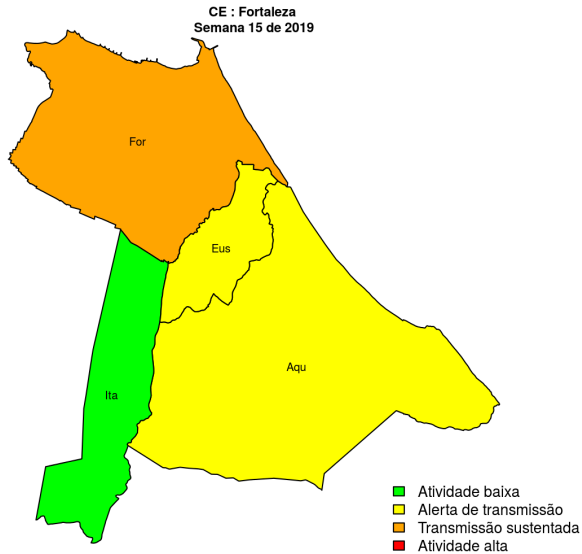 CE : Fortaleza
Semana 15 de 2019
For
Eus
Aqu
Ita
Atividade baixa
Alerta de transmissão
Transmissão sustentada
Atividade alta